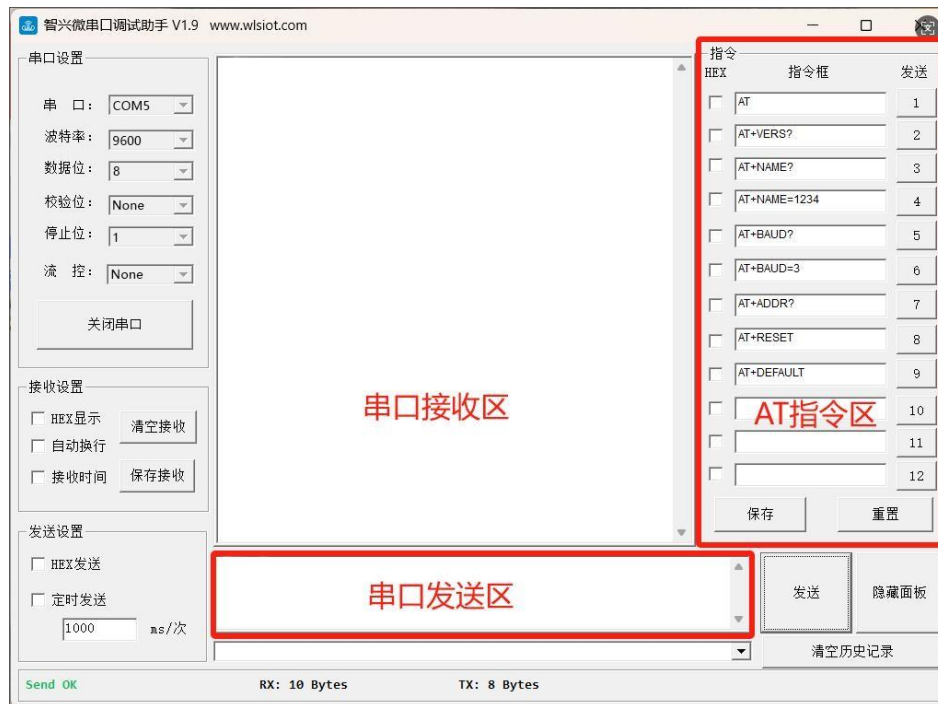 智兴微串口调试助手 V1.9 www.wlsiot.com
串口设置
串 口: COM5
波特率: 9600
数据位: 8
校验位: None
停止位: 1
流 控: None
关闭串口
接收设置
HEX显示
清空接收
自动换行
接收时间
保存接收
发送设置
HEX发送
定时发送
1000 ms/次
串口接收区
串口发送区
指令
HEX 指令框 发送
AT 1
AT+VERS? 2
AT+NAME? 3
AT+NAME=1234 4
AT+BAUD? 5
AT+BAUD=3 6
AT+ADDR? 7
AT+RESET 8
AT+DEFAULT 9
AT指令区 10
11
12
保存 重置
发送 隐藏面板
清空历史记录
Send OK RX: 10 Bytes TX: 8 Bytes